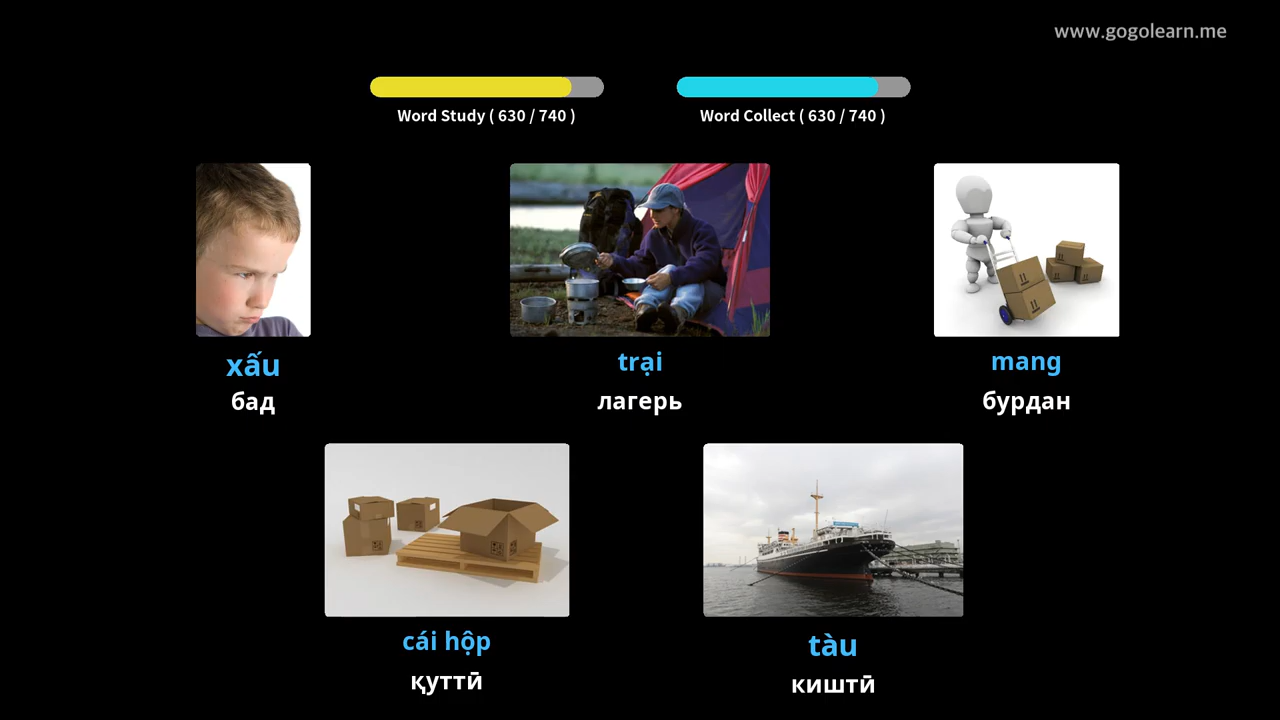 www.gogolearn.me
Word Study ( 630 / 740 )
Word Collect ( 630 / 740 )
xấu
бад
trại
лагерь
mang
бурдан
cái hộp
қуттӣ
tàu
киштӣ